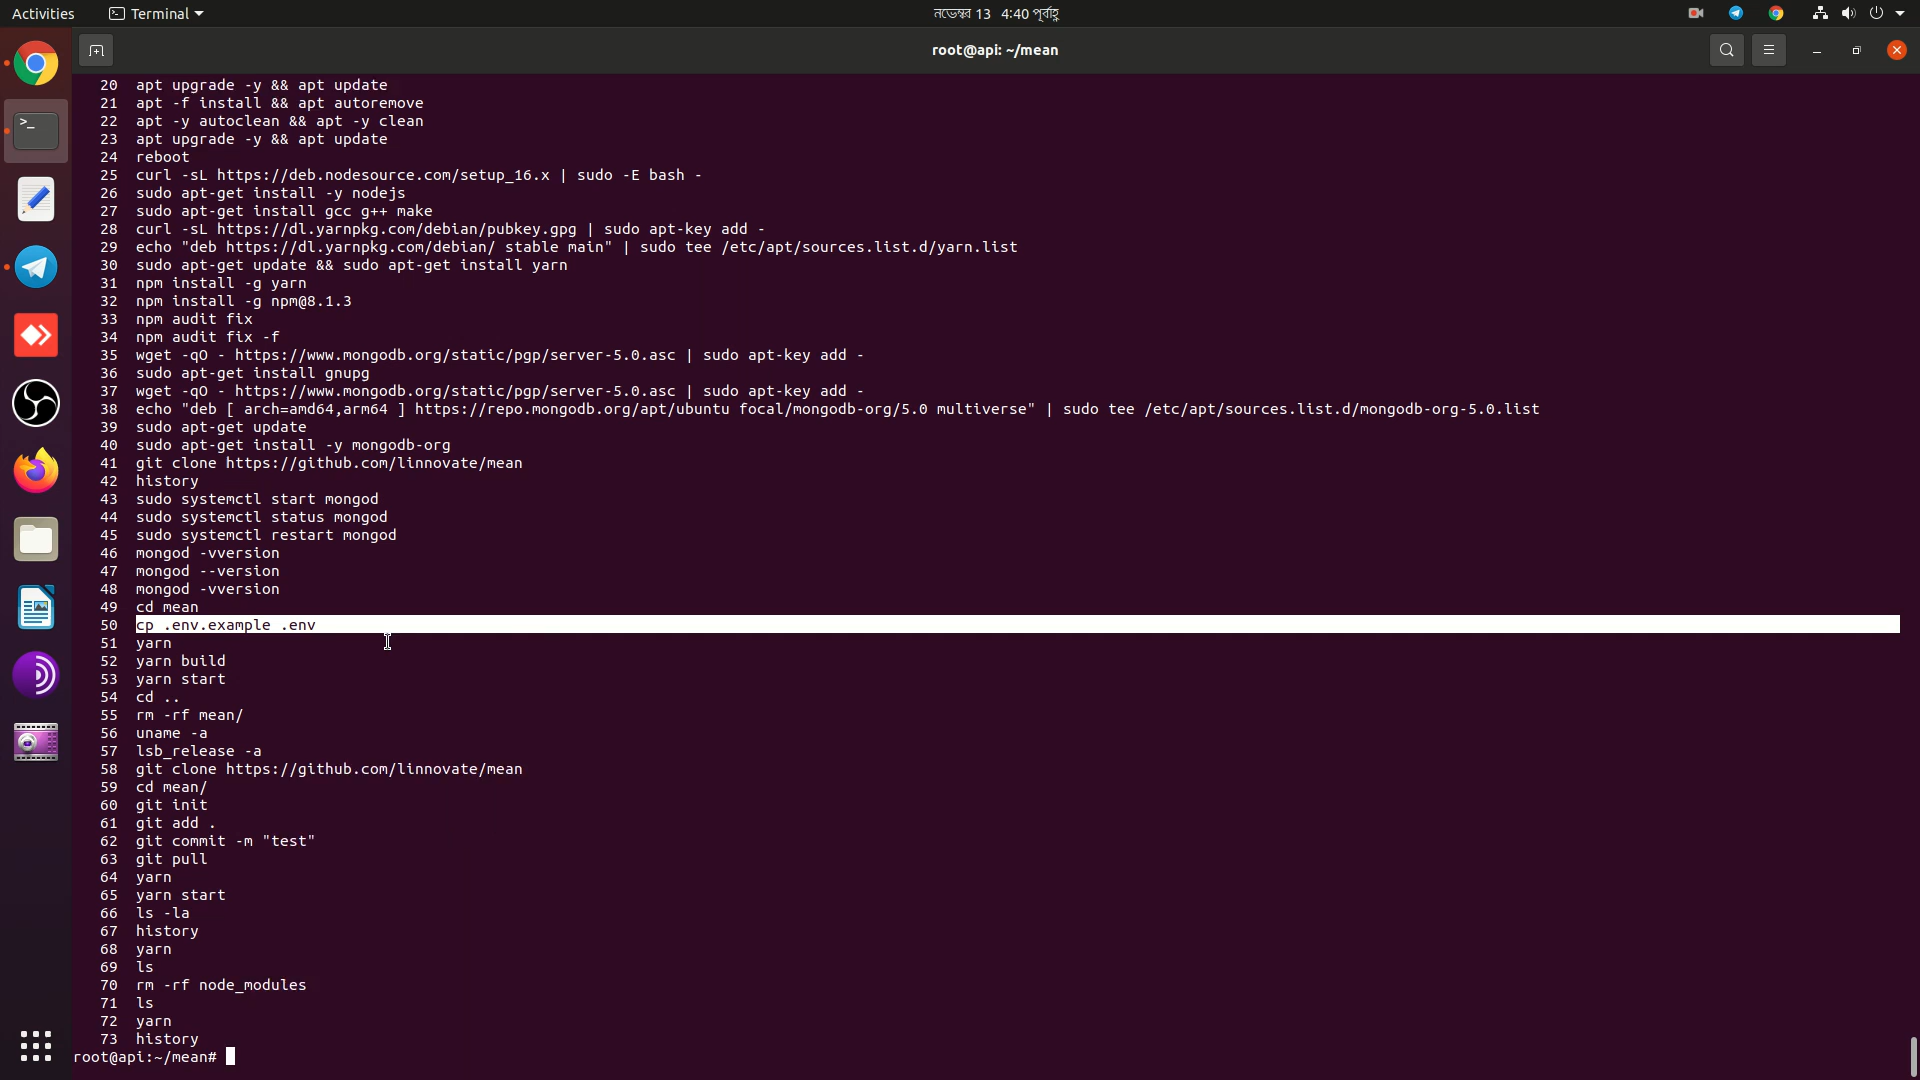 Activities
Terminal
নভেম্বর 13 4:40 পূর্বাহ্ণ
root@api: ~/mean
20 apt upgrade -y && apt update
21 apt -f install && apt autoremove
22 apt -y autoclean && apt -y clean
23 apt upgrade -y && apt update
24 reboot
25 curl -sL https://deb.nodesource.com/setup_16.x | sudo -E bash -
26 sudo apt-get install -y nodejs
27 sudo apt-get install gcc g++ make
28 curl -sL https://dl.yarnpkg.com/debian/pubkey.gpg | sudo apt-key add -
29 echo "deb https://dl.yarnpkg.com/debian/ stable main" | sudo tee /etc/apt/sources.list.d/yarn.list
30 sudo apt-get update && sudo apt-get install yarn
31 npm install -g yarn
32 npm install -g npm@8.1.3
33 npm audit fix
34 npm audit fix -f
35 wget -qO - https://www.mongodb.org/static/pgp/server-5.0.asc | sudo apt-key add -
36 sudo apt-get install gnupg
37 wget -qO - https://www.mongodb.org/static/pgp/server-5.0.asc | sudo apt-key add -
38 echo "deb [ arch=amd64,arm64 ] https://repo.mongodb.org/apt/ubuntu focal/mongodb-org/5.0 multiverse" | sudo tee /etc/apt/sources.list.d/mongodb-org-5.0.list
39 sudo apt-get update
40 sudo apt-get install -y mongodb-org
41 git clone https://github.com/linnovate/mean
42 history
43 sudo systemctl start mongod
44 sudo systemctl status mongod
45 sudo systemctl restart mongod
46 mongod -vversion
47 mongod --version
48 mongod -vversion
49 cd mean
50 cp .env.example .env
51 yarn
52 yarn build
53 yarn start
54 cd ..
55 rm -rf mean/
56 uname -a
57 lsb_release -a
58 git clone https://github.com/linnovate/mean
59 cd mean/
60 git init
61 git add .
62 git commit -m "test"
63 git pull
64 yarn
65 yarn start
66 ls -la
67 history
68 yarn
69 ls
70 rm -rf node_modules
71 ls
72 yarn
73 history
root@api:~/mean#